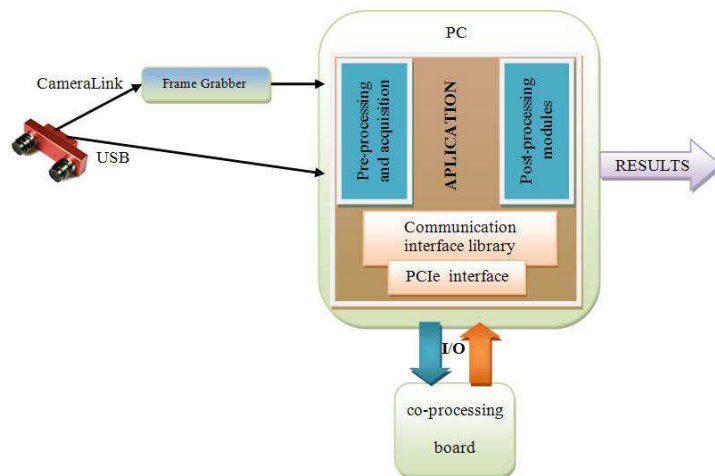 PC
CameraLink
Frame Grabber
USB
Pre-processing
and acquisition
APLICATION
Post-processing
modules
RESULTS
Communication
interface library
PCIe interface
I/O
co-processing
board